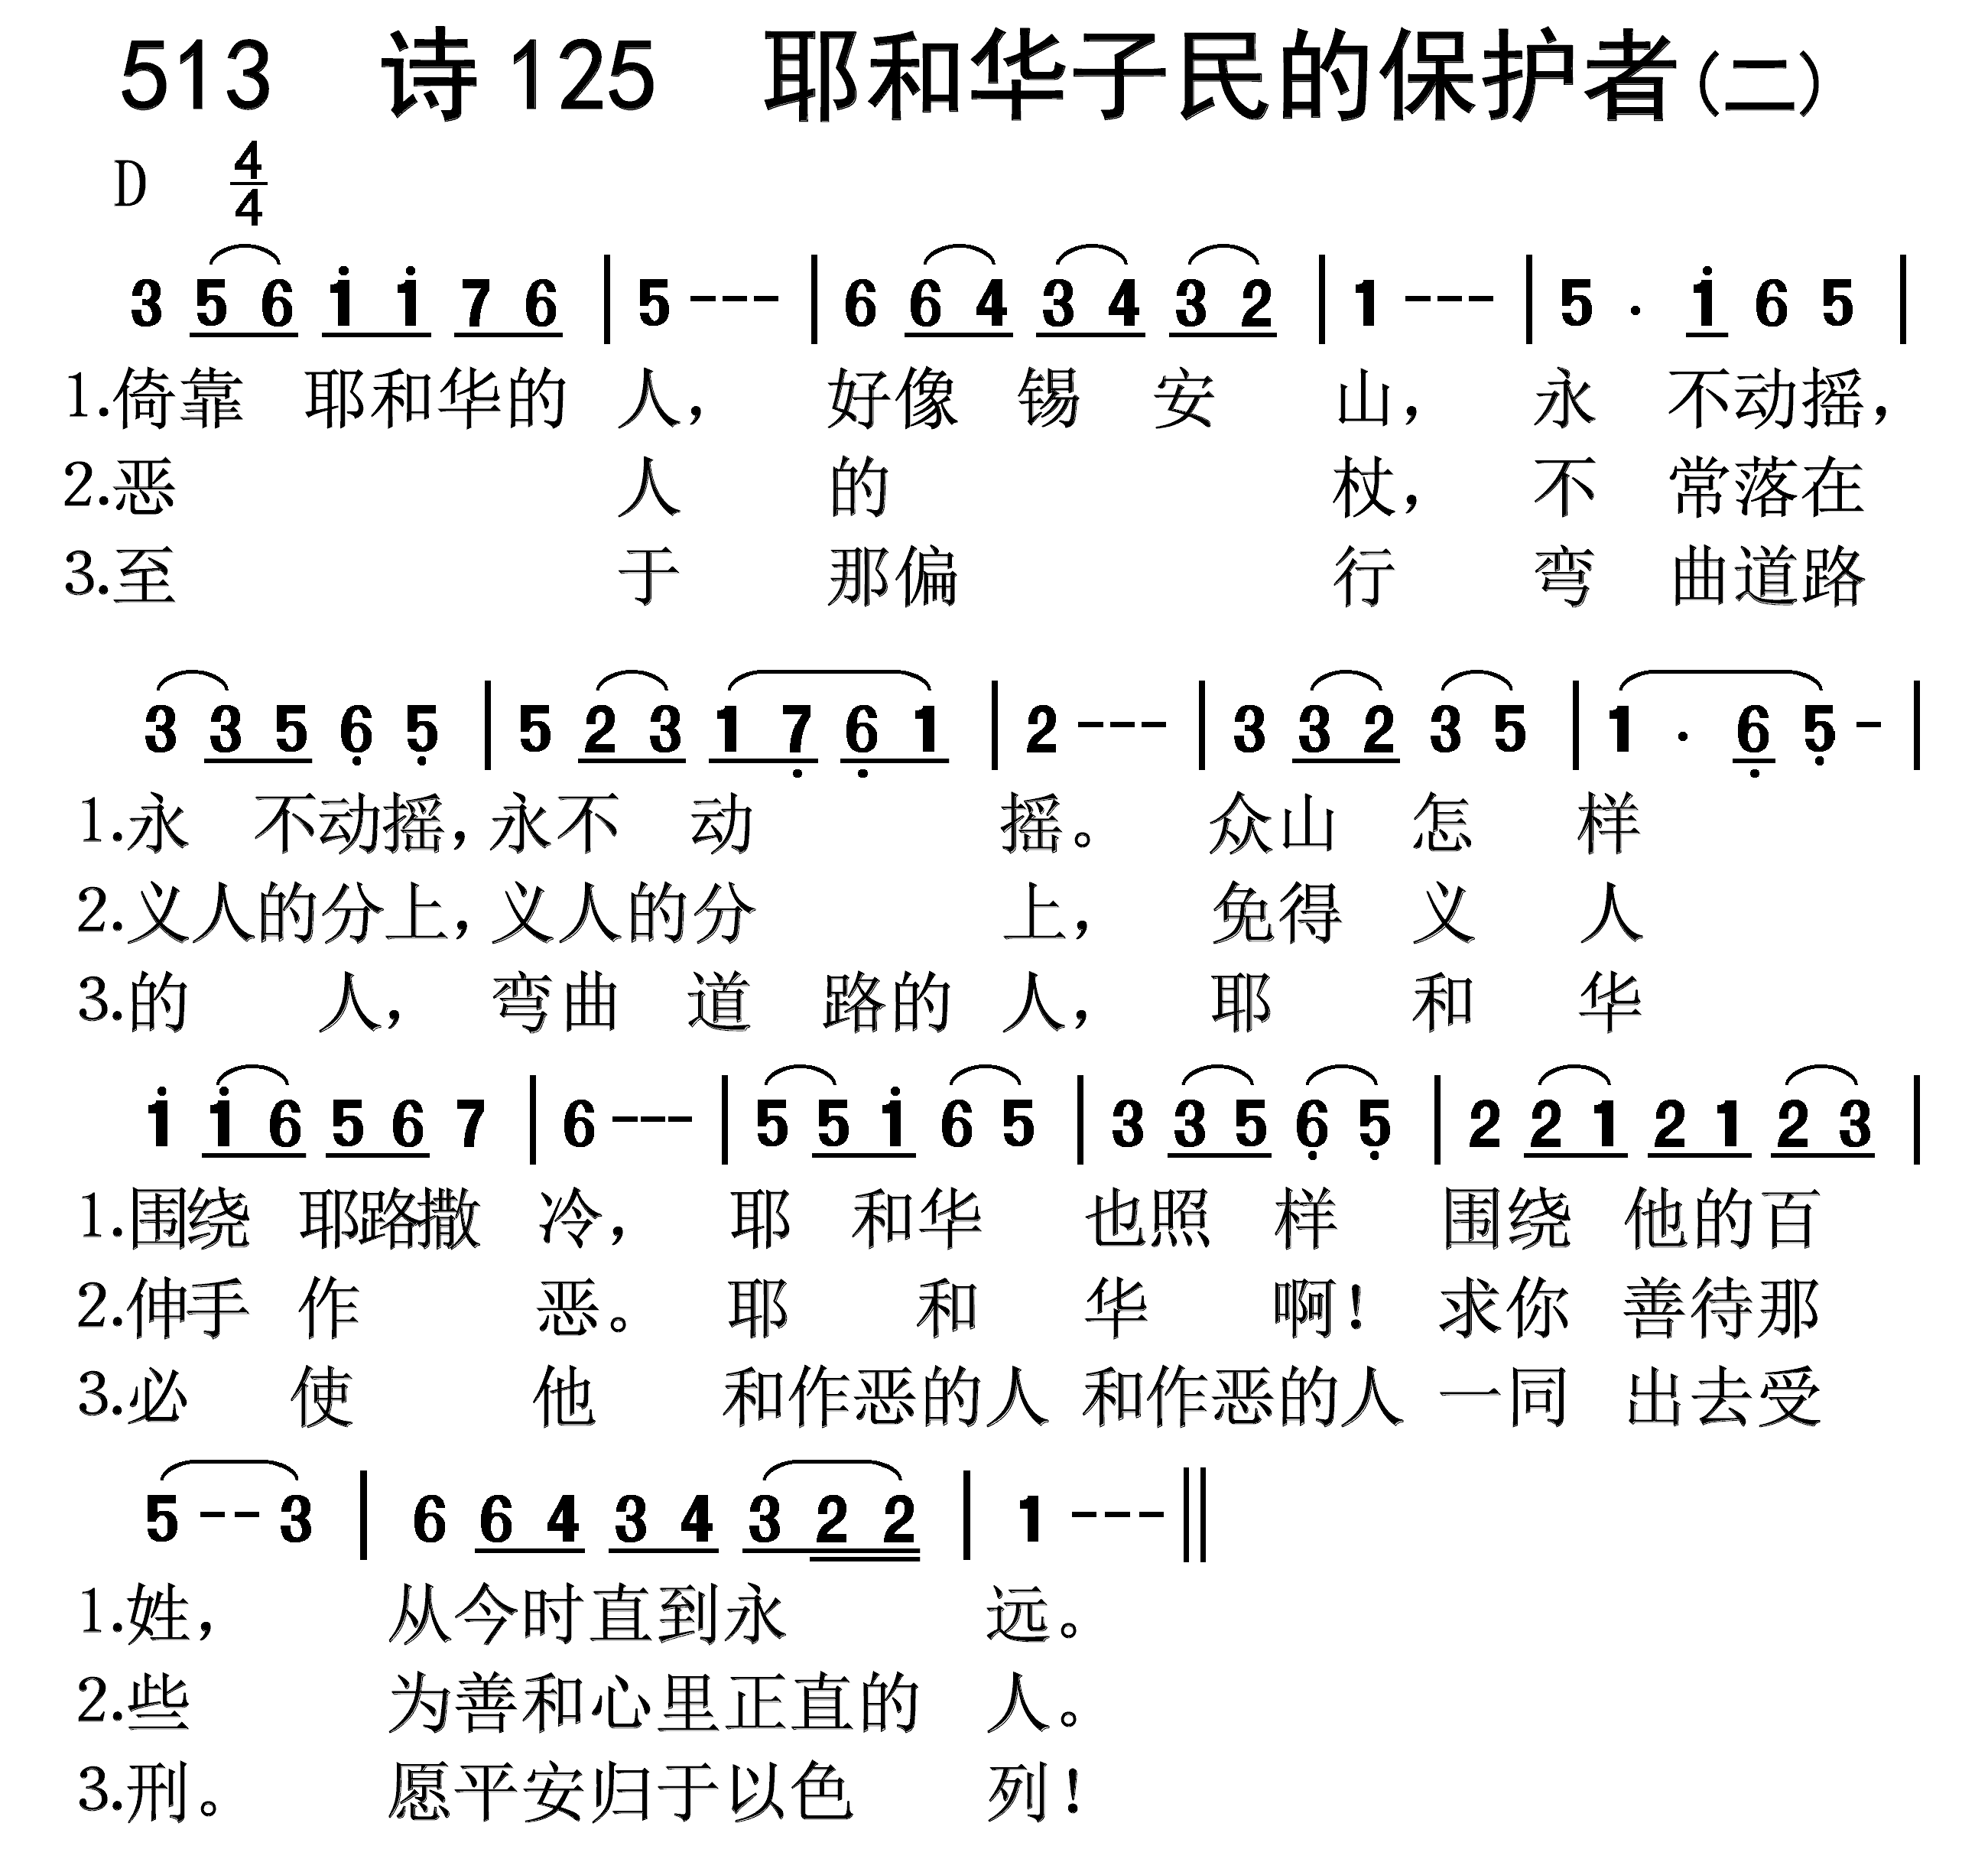 513 诗 125 耶和华子民的保护者(二)
D 4/4
3 5 6 i i 7 6 | 5 - - - | 6 6 4 3 4 3 2 | 1 - - - | 5 · i 6 5 |
1.倚靠 耶和华的 人， 好像 锡 安 山， 永 不动摇，
2.恶 人 的 杖， 不 常落在
3.至 于 那偏 行 弯 曲道路
3 3 5 6̣ 5̣ | 5 2 3 1 7̣ 6̣ 1 | 2 - - - | 3 3 2 3 5 | 1 · 6̣ 5̣ - |
1.永 不动摇，永不 动 摇。 众山 怎 样
2.义人的分上，义人的分 上， 免得 义 人
3.的 人， 弯曲 道 路的 人， 耶 和 华
i i 6 5 6 7 | 6 - - - | 5 5 i 6 5 | 3 3 5 6̣ 5̣ | 2 2 1 2 1 2 3 |
1.围绕 耶路撒 冷， 耶 和华 也照 样 围绕 他的百
2.伸手 作 恶。 耶 和 华 啊！ 求你 善待那
3.必 使 他 和作恶的人 和作恶的人 一同 出去受
5 - - 3 | 6 6 4 3 4 3 2 2 | 1 - - - ||
1.姓， 从今时直到永 远。
2.些 为善和心里正直的 人。
3.刑。 愿平安归于以色 列！